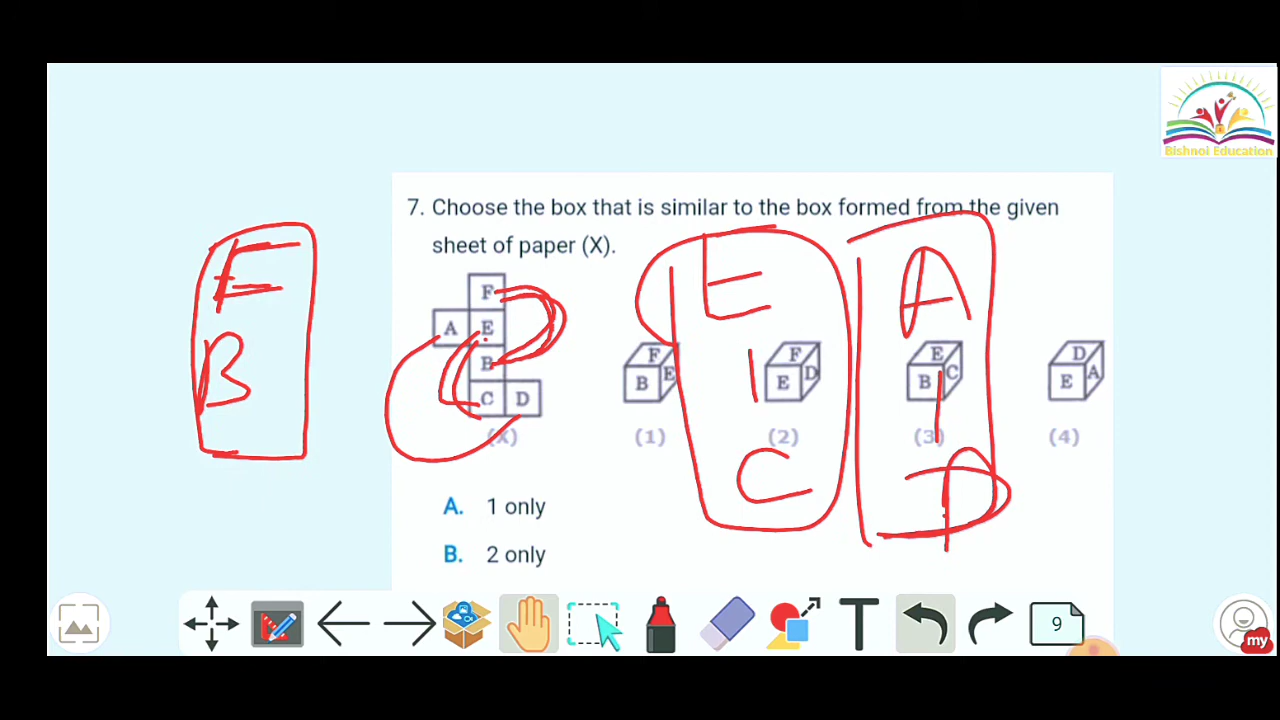 Bishnoi Education
7. Choose the box that is similar to the box formed from the given
sheet of paper (X).
E
B
E
C
A
D
F
A E
B
C D
(X)
F
B E
(1)
F
E D
(2)
E
B C
(3)
D
E A
(4)
A. 1 only
B. 2 only
T
9
my